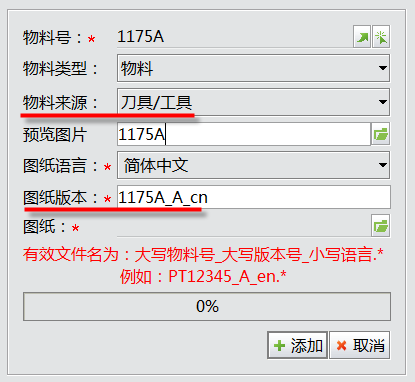 物料号：* 1175A
物料类型： 物料
物料来源：* 刀具/工具
预览图片 1175A
图纸语言：* 简体中文
图纸版本：* 1175A_A_cn
图纸：*
有效文件名为：大写物料号_大写版本号_小写语言.*
例如：PT12345_A_en.*
0%
添加 取消